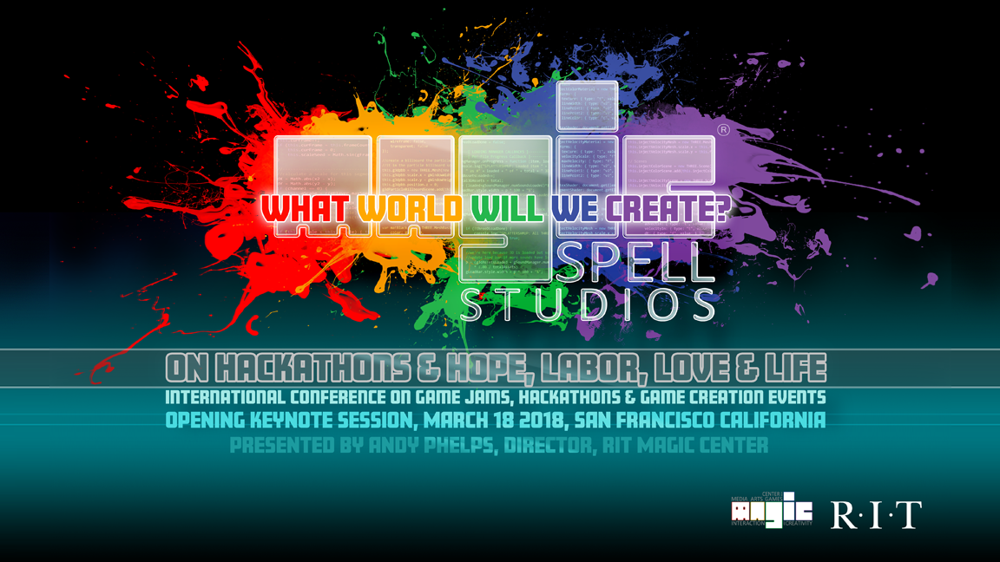 ®
WHAT WORLD WILL WE CREATE?
magic
SPELL
STUDIOS
ON HACKATHONS & HOPE, LABOR, LOVE & LIFE
INTERNATIONAL CONFERENCE ON GAME JAMS, HACKATHONS & GAME CREATION EVENTS
OPENING KEYNOTE SESSION, MARCH 18 2018, SAN FRANCISCO CALIFORNIA
PRESENTED BY ANDY PHELPS, DIRECTOR, RIT MAGIC CENTER
CENTER
MEDIA ARTS GAMES
magic
INTERACTION CREATIVITY
R·I·T